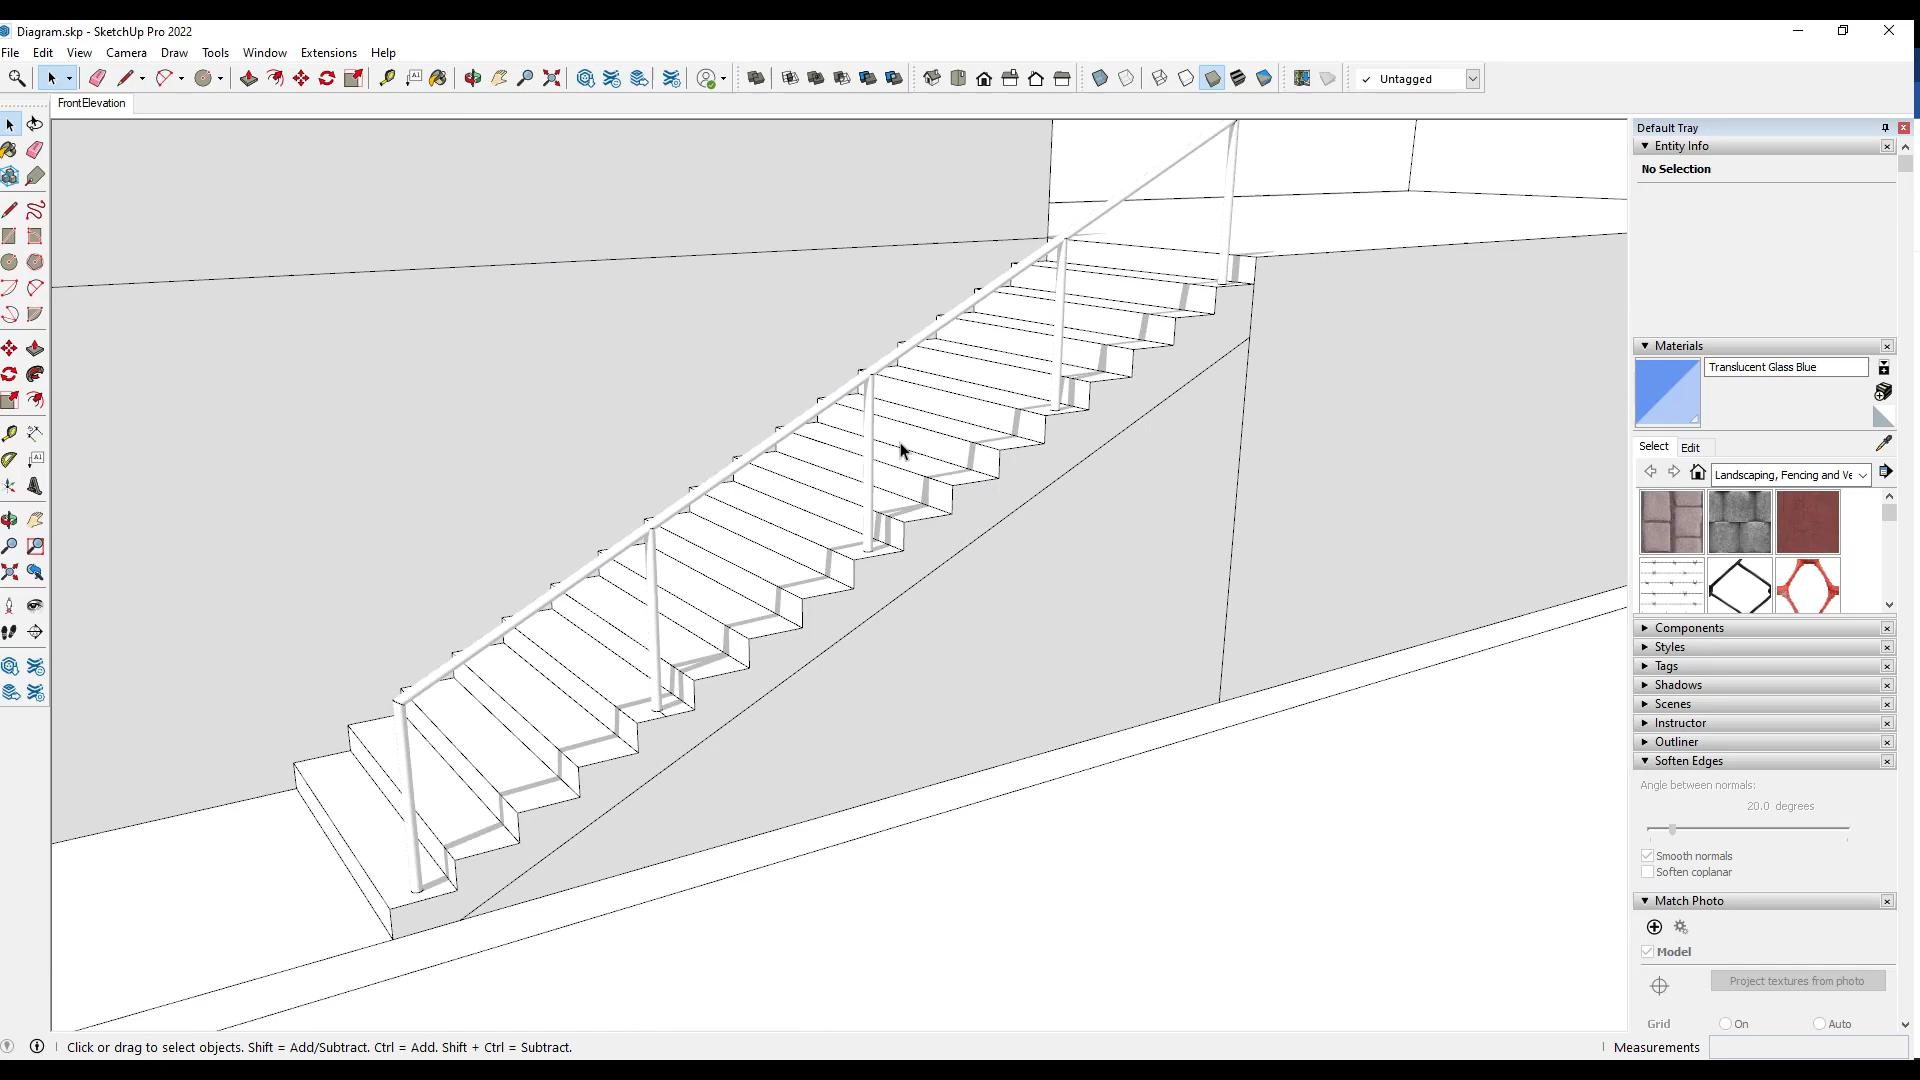 Diagram.skp - SketchUp Pro 2022
File Edit View Camera Draw Tools Window Extensions Help
Untagged
FrontElevation
Default Tray
Entity Info
No Selection
Materials
Translucent Glass Blue
Select Edit
Landscaping, Fencing and Ve
Components
Styles
Tags
Shadows
Scenes
Instructor
Outliner
Soften Edges
Angle between normals:
20.0 degrees
Smooth normals
Soften coplanar
Match Photo
Model
Project textures from photo
Grid On Auto
Click or drag to select objects. Shift = Add/Subtract. Ctrl = Add. Shift + Ctrl = Subtract.
Measurements